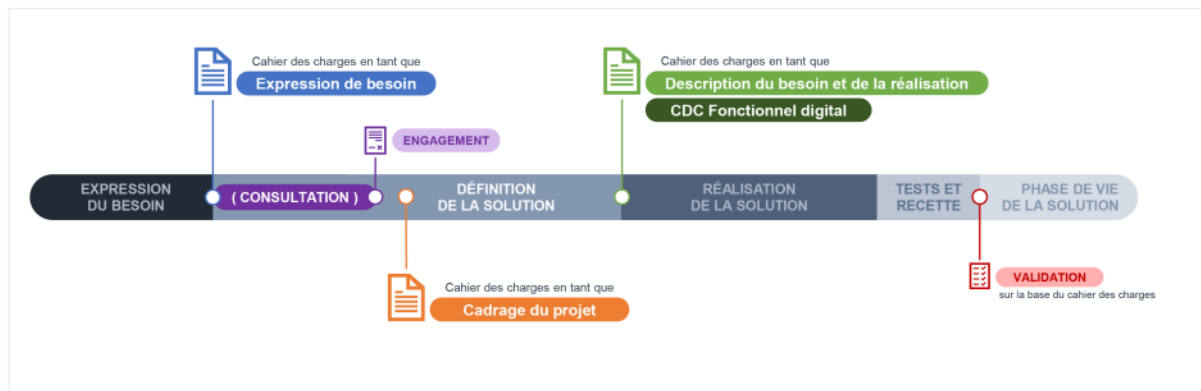 Cahier des charges en tant que
Expression de besoin
Cahier des charges en tant que
Description du besoin et de la réalisation
CDC Fonctionnel digital
ENGAGEMENT
EXPRESSION
DU BESOIN
( CONSULTATION )
DÉFINITION
DE LA SOLUTION
RÉALISATION
DE LA SOLUTION
TESTS ET
RECETTE
PHASE DE VIE
DE LA SOLUTION
Cahier des charges en tant que
Cadrage du projet
VALIDATION
sur la base du cahier des charges